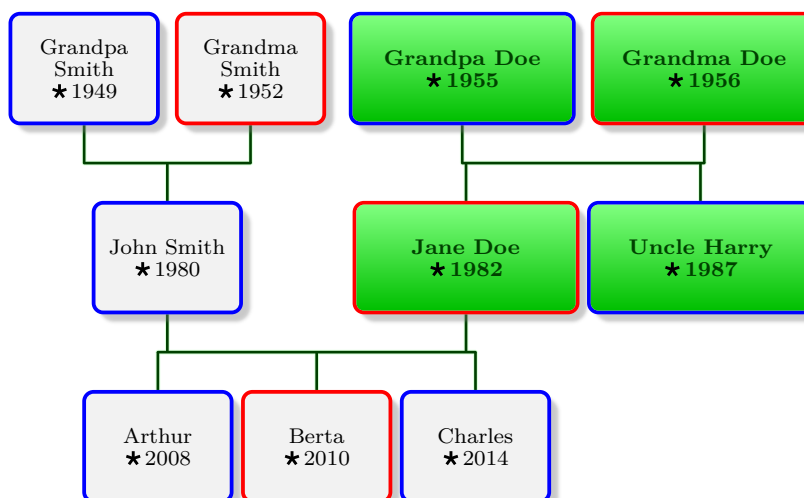 Grandpa
Smith
★1949
Grandma
Smith
★1952
Grandpa Doe
★1955
Grandma Doe
★1956
John Smith
★1980
Jane Doe
★1982
Uncle Harry
★1987
Arthur
★2008
Berta
★2010
Charles
★2014